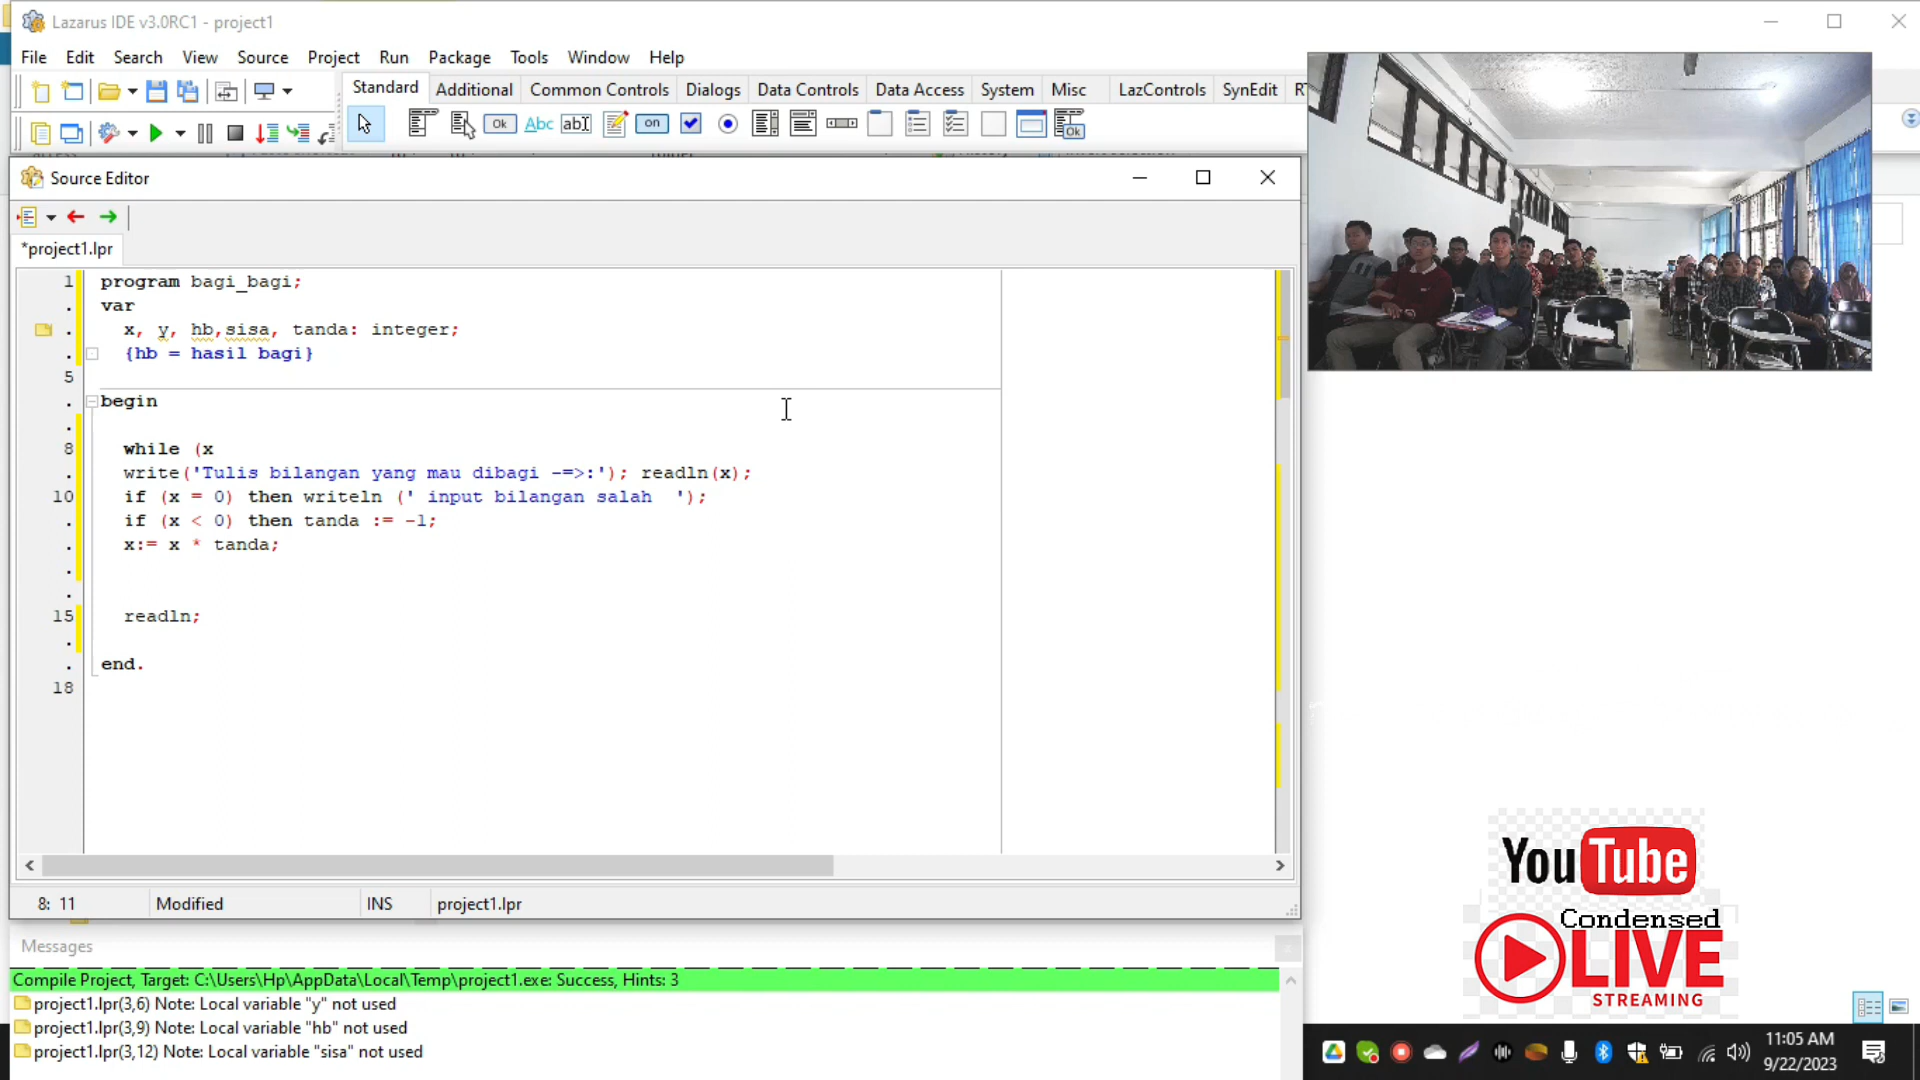 Lazarus IDE v3.0RC1 - project1
File Edit Search View Source Project Run Package Tools Window Help
Standard Additional Common Controls Dialogs Data Controls Data Access System Misc LazControls SynEdit
Ok Abc ab on Ok
Source Editor
*project1.lpr
1 program bagi_bagi;
. var
. x, y, hb,sisa, tanda: integer;
. {hb = hasil bagi}
5
. begin
.
8 while (x
. write('Tulis bilangan yang mau dibagi -=>:'); readln(x);
10 if (x = 0) then writeln (' input bilangan salah  ');
. if (x < 0) then tanda := -1;
. x:= x * tanda;
.
.
15 readln;
.
. end.
18
8: 11 Modified INS project1.lpr
Messages
Compile Project, Target: C:\Users\Hp\AppData\Local\Temp\project1.exe: Success, Hints: 3
project1.lpr(3,6) Note: Local variable "y" not used
project1.lpr(3,9) Note: Local variable "hb" not used
project1.lpr(3,12) Note: Local variable "sisa" not used
YouTube
Condensed
LIVE
STREAMING
11:05 AM
9/22/2023